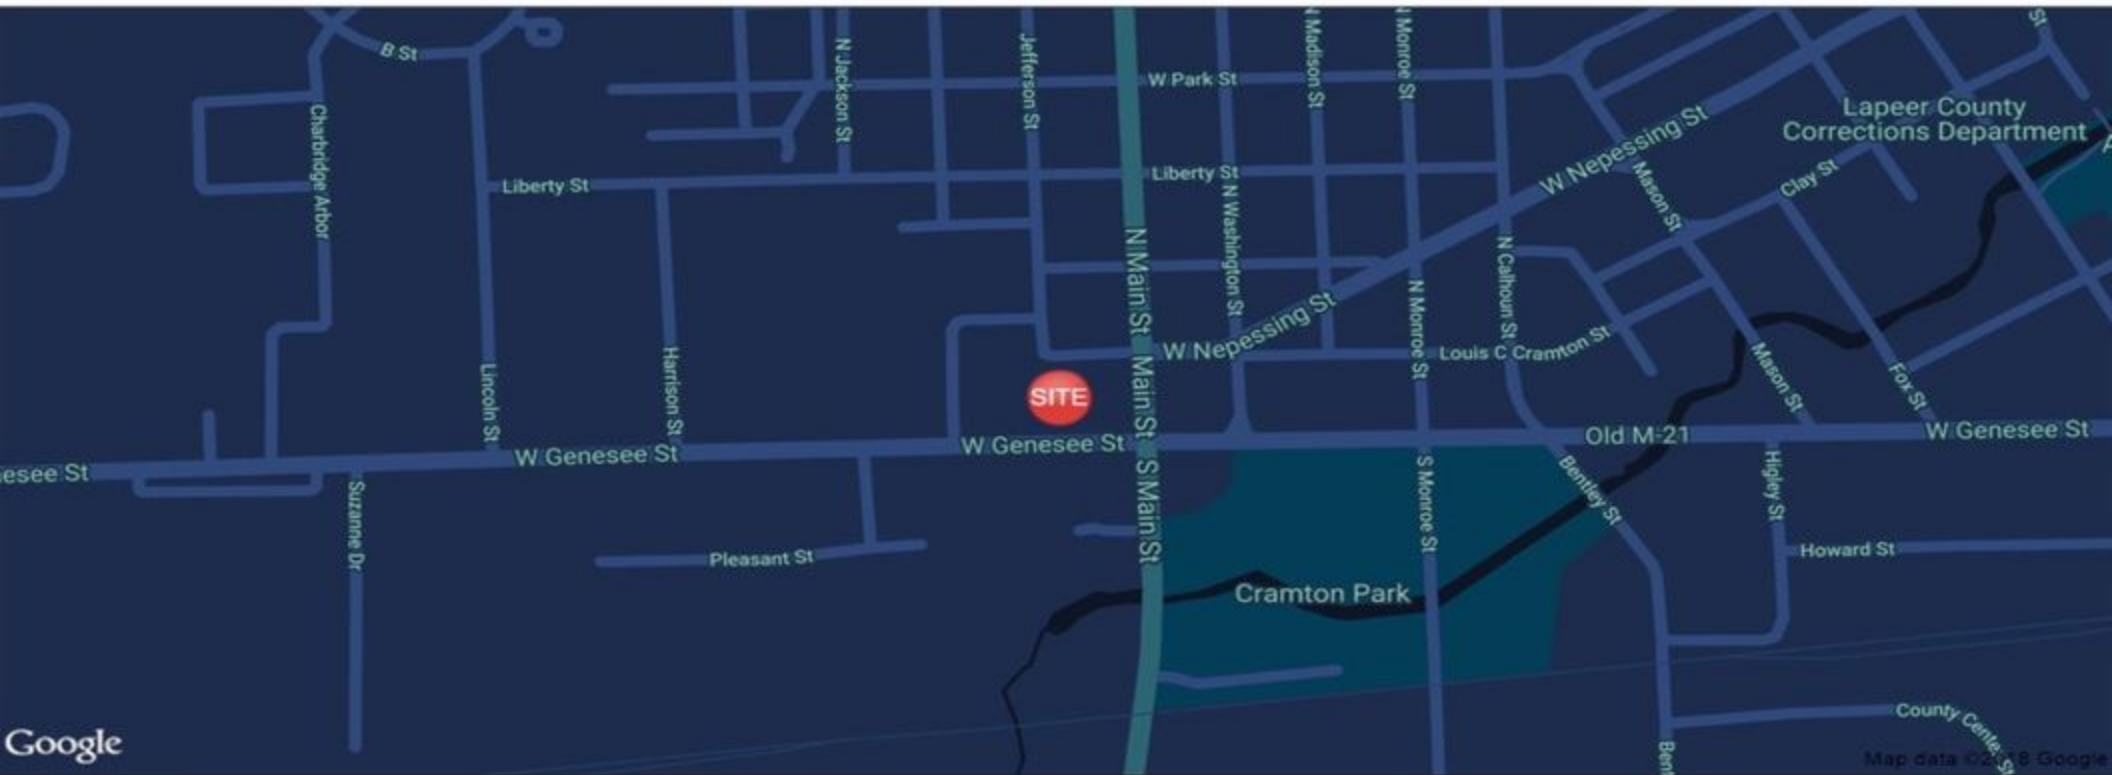 B St
N Jackson St
Jefferson St
W Park St
N Madison St
N Monroe St
St
Charbridge Arbor
Lapeer County
Corrections Department
W Nepessing St
Mason St
Clay St
Liberty St
Liberty St
N Washington St
N Main St
N Calhoun St
N Monroe St
W Nepessing St
Louis C Cramton St
Lincoln St
Harrison St
SITE
Main St
Mason St
Fox St
W Genesee St
W Genesee St
Old M-21
W Genesee St
esee St
Suzanne Dr
S Main St
S Monroe St
Bentley St
Higley St
Pleasant St
Howard St
Cramton Park
County Cente
St
Bent
Google
Map data ©2018 Google